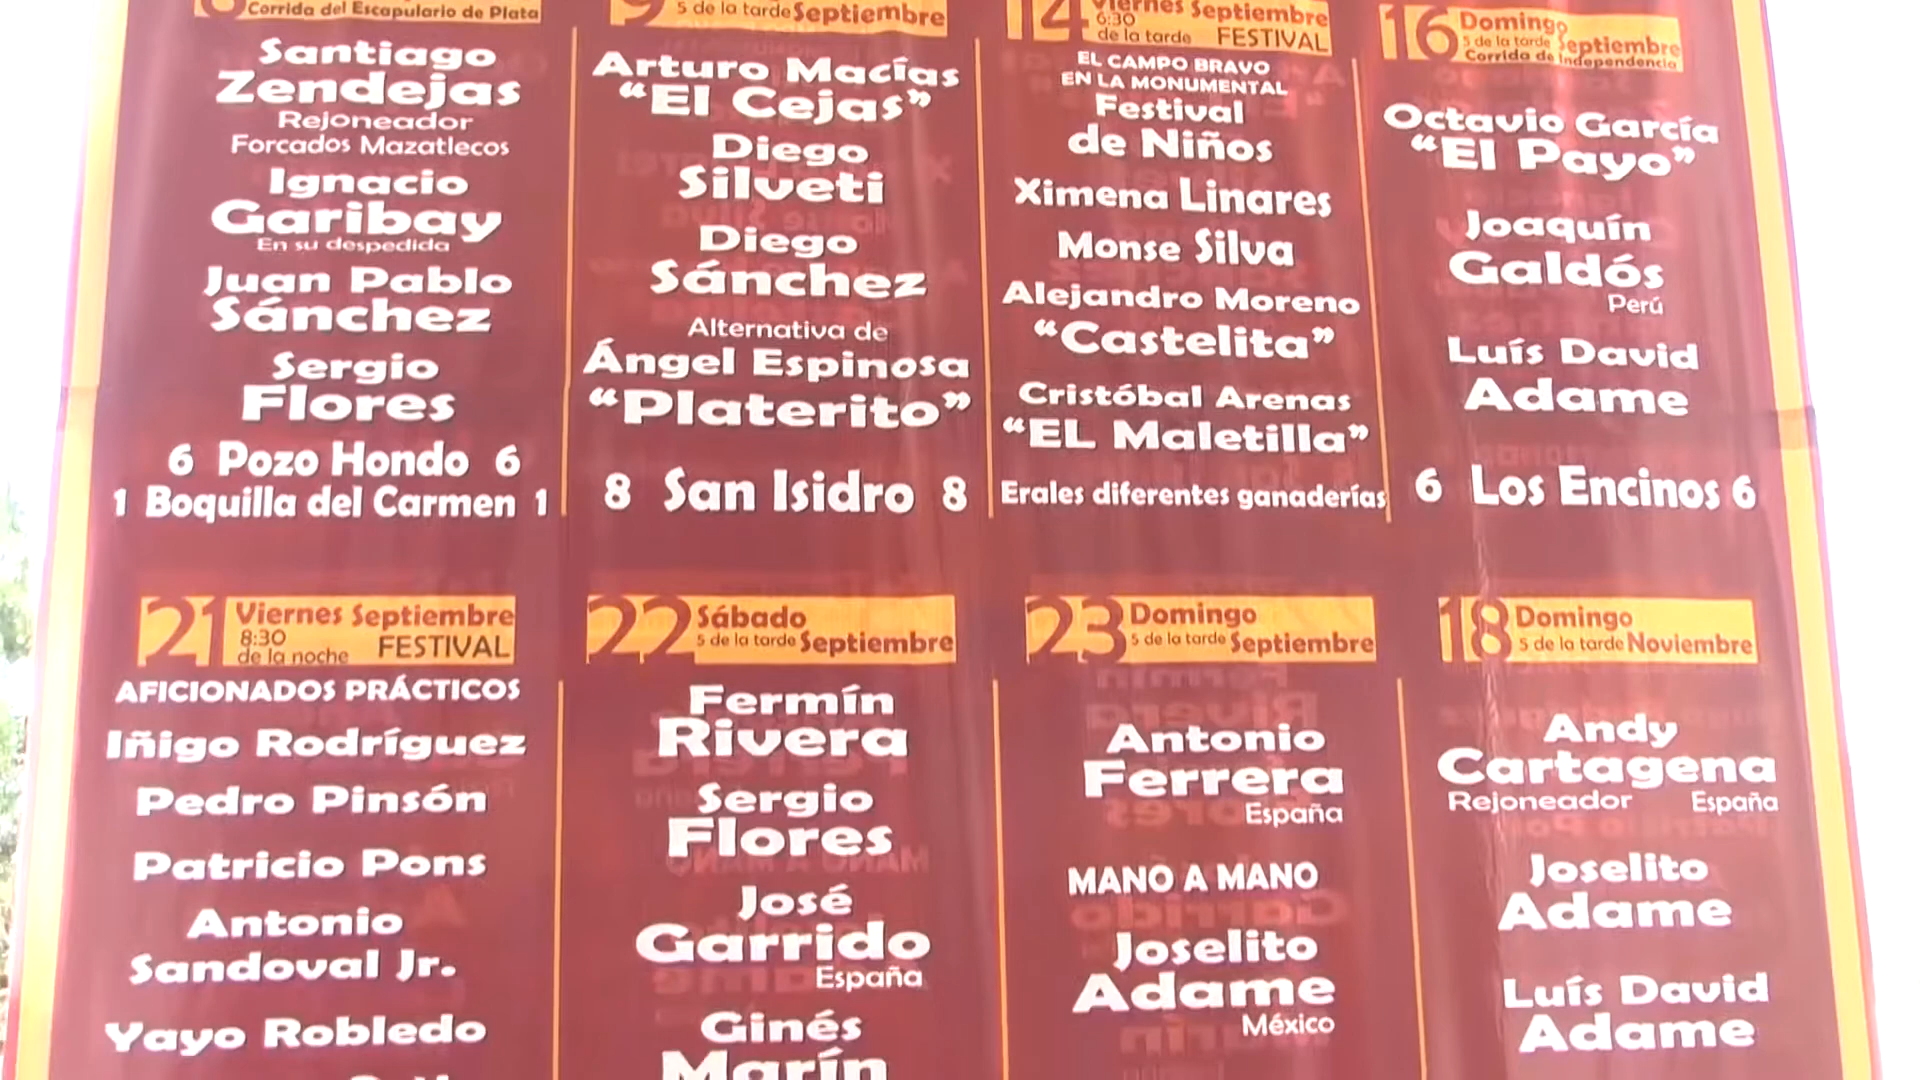 Corrida del Escapulario de Plata
Santiago
Zendejas
Rejoneador
Forcados Mazatlecos
Ignacio
Garibay
En su despedida
Juan Pablo
Sánchez
Sergio
Flores
6 Pozo Hondo 6
1 Boquilla del Carmen 1
9 5 de la tarde Septiembre
Arturo Macías
“El Cejas”
Diego
Silveti
Diego
Sánchez
Alternativa de
Ángel Espinosa
“Platerito”
8 San Isidro 8
14 Viernes Septiembre
6:30
de la tarde FESTIVAL
EL CAMPO BRAVO
EN LA MONUMENTAL
Festival
de Niños
Ximena Linares
Monse Silva
Alejandro Moreno
“Castelita”
Cristóbal Arenas
“EL Maletilla”
Erales diferentes ganaderías
16 Domingo
5 de la tarde Septiembre
Corrida de Independencia
Octavio García
“El Payo”
Joaquín
Galdós
Perú
Luís David
Adame
6 Los Encinos 6
21 Viernes Septiembre
8:30
de la noche FESTIVAL
AFICIONADOS PRÁCTICOS
Iñigo Rodríguez
Pedro Pinsón
Patricio Pons
Antonio
Sandoval Jr.
Yayo Robledo
22 Sábado
5 de la tarde Septiembre
Fermín
Rivera
Sergio
Flores
José
Garrido
España
Ginés
Marín
23 Domingo
5 de la tarde Septiembre
Antonio
Ferrera
España
MANO A MANO
Joselito
Adame
México
18 Domingo
5 de la tarde Noviembre
Andy
Cartagena
Rejoneador España
Joselito
Adame
Luís David
Adame